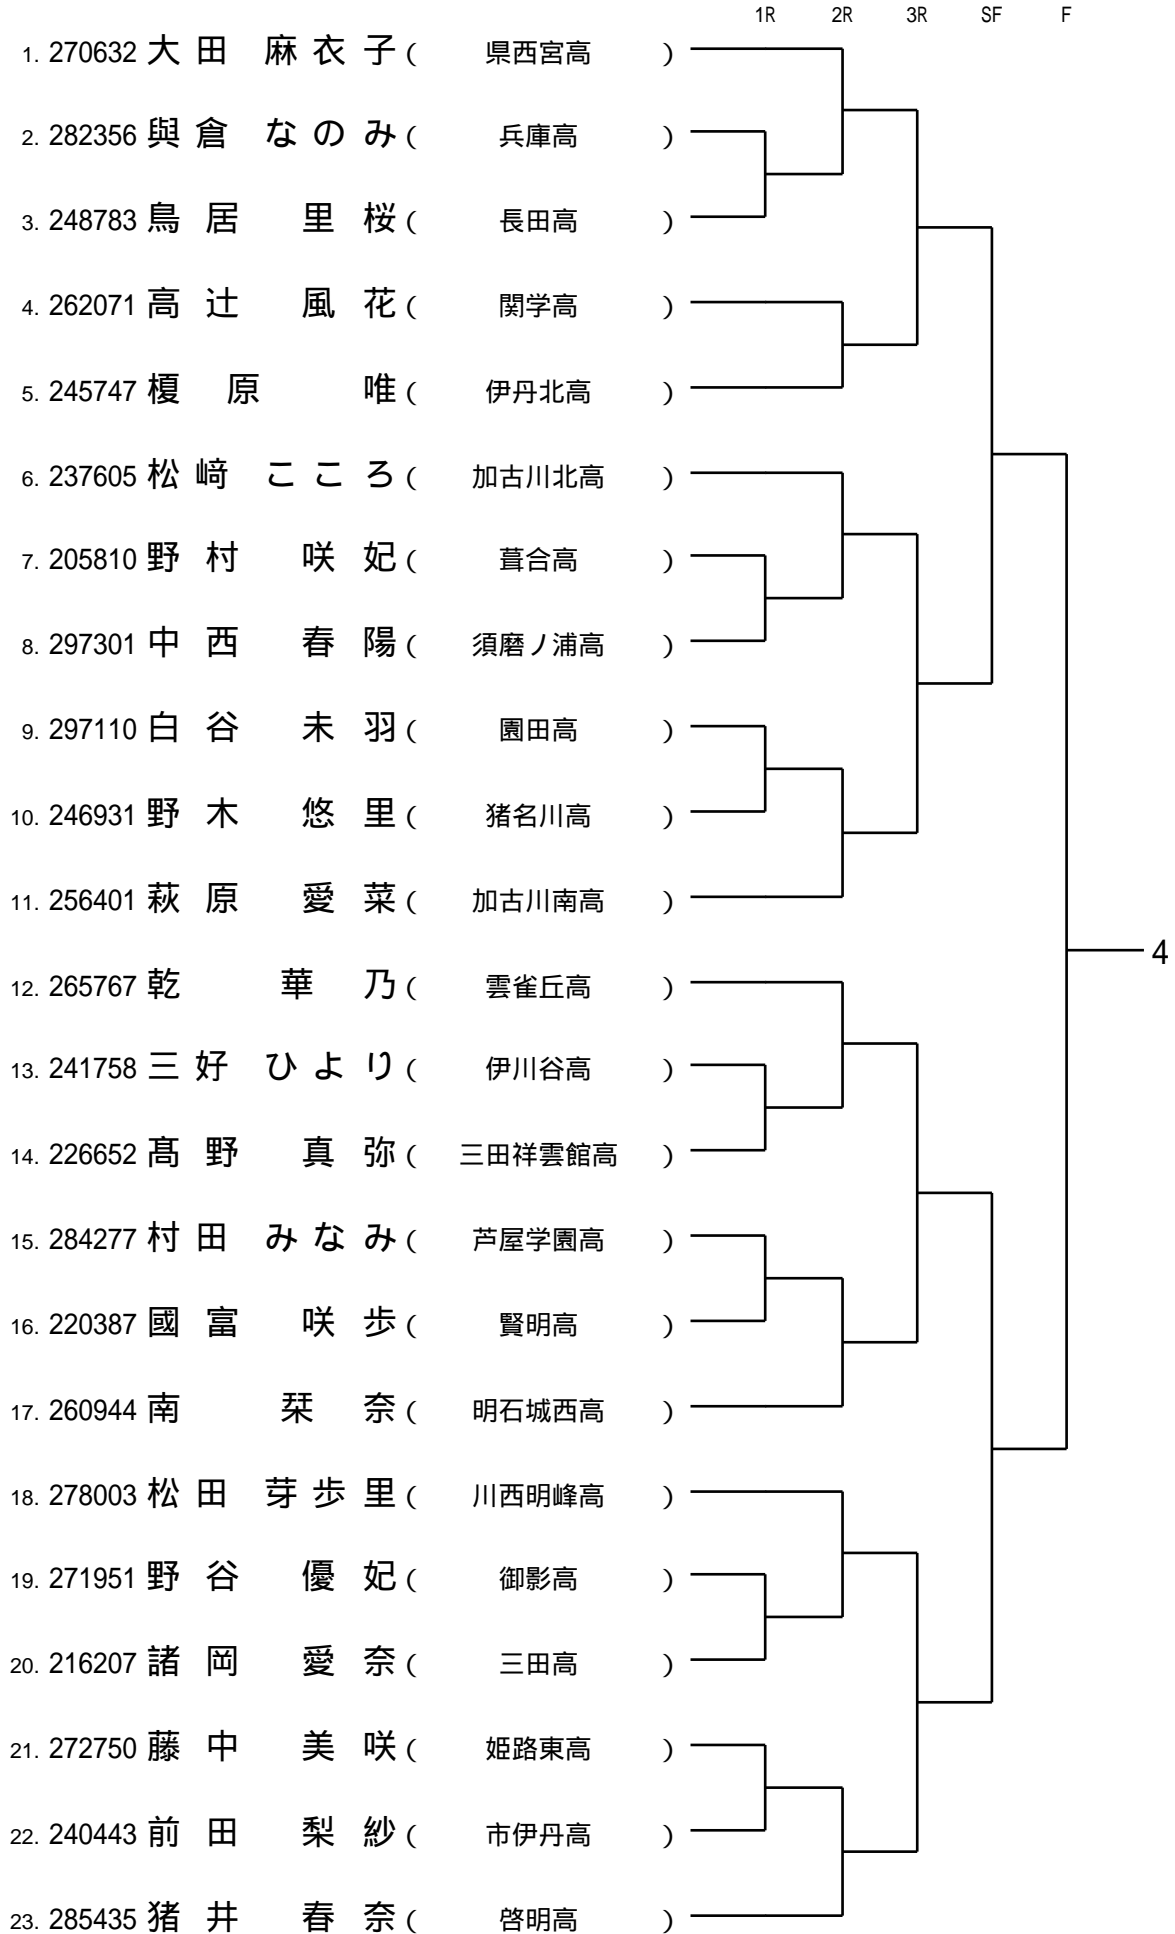 1R 2R 3R SF F
1. 270632 大田 麻衣子 ( 県西宮高 )
2. 282356 與倉 なのみ ( 兵庫高 )
3. 248783 鳥居 里桜 ( 長田高 )
4. 262071 高辻 風花 ( 関学高 )
5. 245747 榎原 唯 ( 伊丹北高 )
6. 237605 松﨑 こころ ( 加古川北高 )
7. 205810 野村 咲妃 ( 葺合高 )
8. 297301 中西 春陽 ( 須磨ノ浦高 )
9. 297110 白谷 未羽 ( 園田高 )
10. 246931 野木 悠里 ( 猪名川高 )
11. 256401 萩原 愛菜 ( 加古川南高 )
4
12. 265767 乾 華乃 ( 雲雀丘高 )
13. 241758 三好 ひより ( 伊川谷高 )
14. 226652 髙野 真弥 ( 三田祥雲館高 )
15. 284277 村田 みなみ ( 芦屋学園高 )
16. 220387 國富 咲歩 ( 賢明高 )
17. 260944 南 栞奈 ( 明石城西高 )
18. 278003 松田 芽歩里 ( 川西明峰高 )
19. 271951 野谷 優妃 ( 御影高 )
20. 216207 諸岡 愛奈 ( 三田高 )
21. 272750 藤中 美咲 ( 姫路東高 )
22. 240443 前田 梨紗 ( 市伊丹高 )
23. 285435 猪井 春奈 ( 啓明高 )